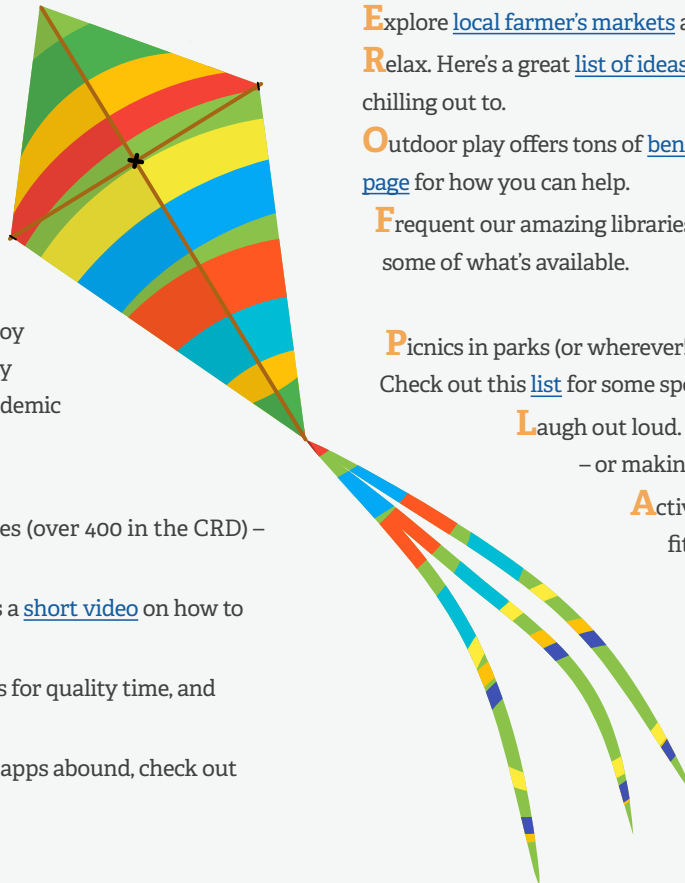 oy
y
demic
es (over 400 in the CRD) –
s a short video on how to
s for quality time, and
apps abound, check out
Explore local farmer’s markets a
Relax. Here’s a great list of ideas
chilling out to.
Outdoor play offers tons of ben
page for how you can help.
Frequent our amazing libraries
some of what’s available.
Picnics in parks (or wherever!
Check out this list for some spe
Laugh out loud.
– or makin
Activ
fit